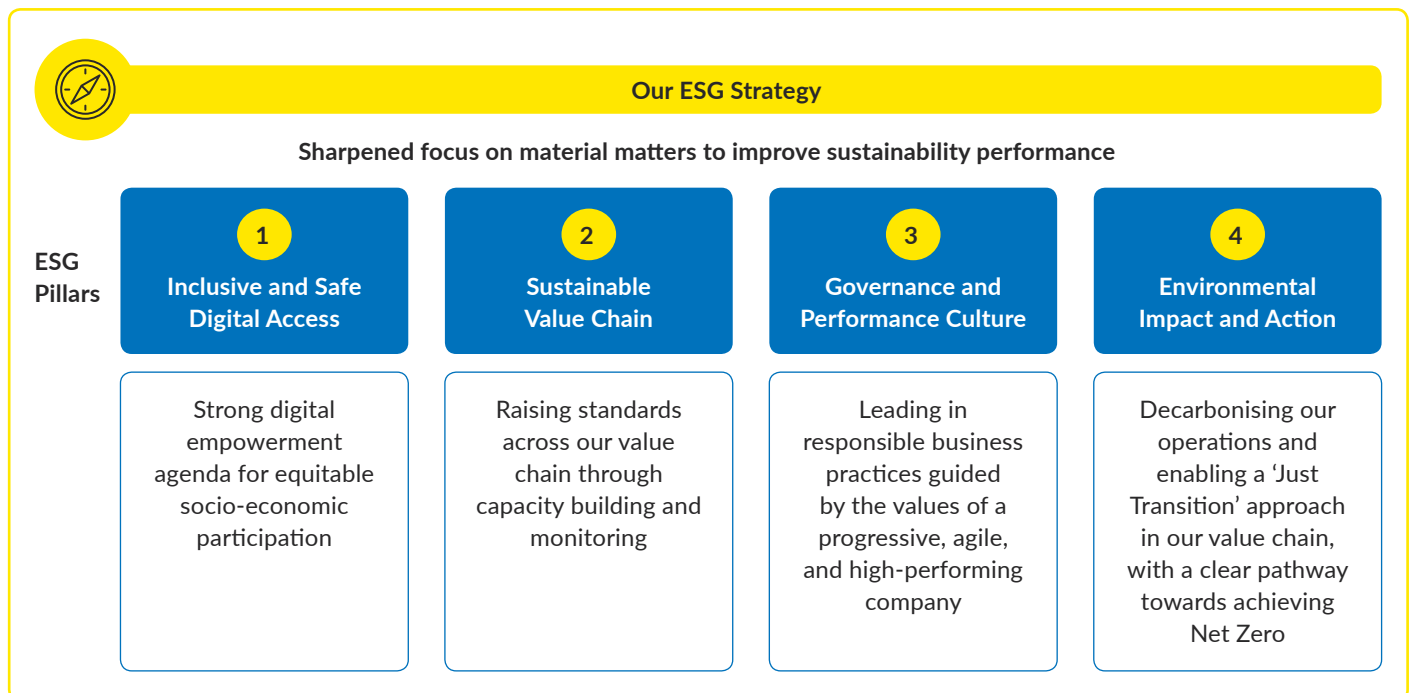 Our ESG Strategy
Sharpened focus on material matters to improve sustainability performance
ESG
Pillars
1
Inclusive and Safe
Digital Access
2
Sustainable
Value Chain
3
Governance and
Performance Culture
4
Environmental
Impact and Action
Strong digital
empowerment
agenda for equitable
socio-economic
participation
Raising standards
across our value
chain through
capacity building and
monitoring
Leading in
responsible business
practices guided
by the values of a
progressive, agile,
and high-performing
company
Decarbonising our
operations and
enabling a ‘Just
Transition’ approach
in our value chain,
with a clear pathway
towards achieving
Net Zero